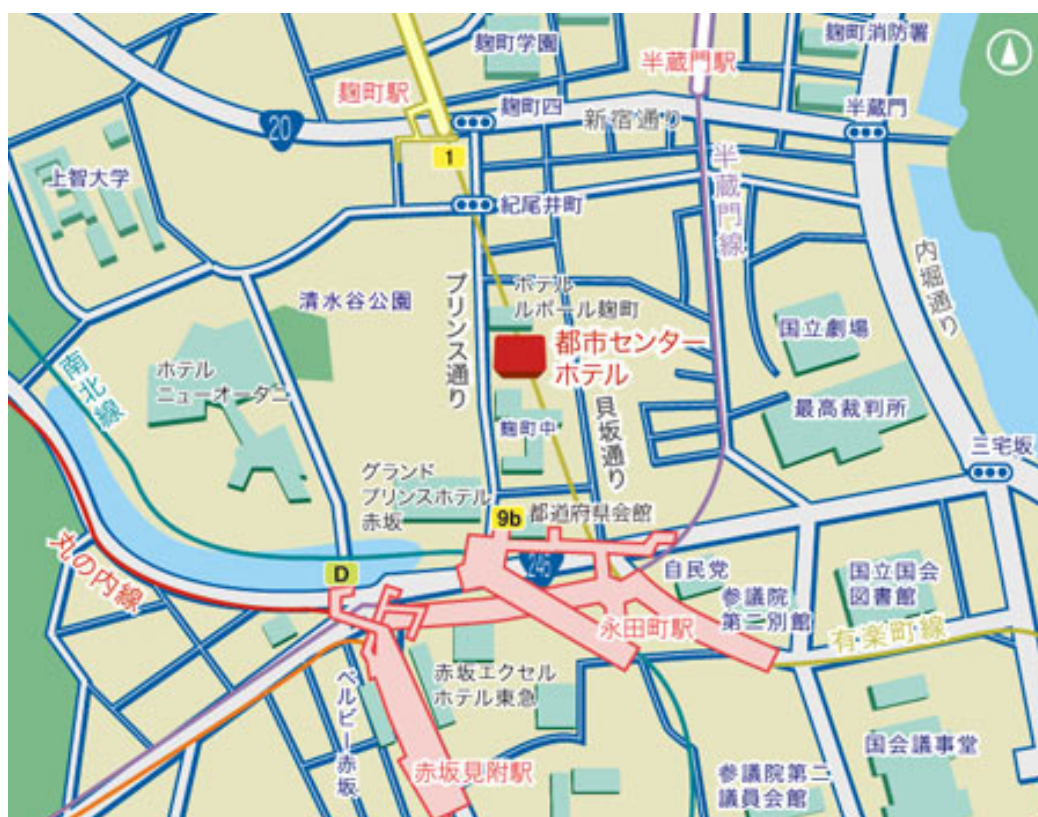 麹町学園
麹町消防署
半蔵門駅
麹町駅
20
麹町四
新宿通り
半蔵門
1
上智大学
紀尾井町
半蔵門線
内堀通り
プリンス通り
清水谷公園
ホテル
ルポール麹町
国立劇場
都市センター
ホテル
南北線
ホテル
ニューオータニ
貝坂通り
最高裁判所
麹町中
三宅坂
グランド
プリンスホテル
赤坂
9b
都道府県会館
丸の内線
D
246
自民党
参議院
第二別館
国立国会
図書館
永田町駅
有楽町線
赤坂エクセル
ホテル東急
ベルビー赤坂
国会議事堂
赤坂見附駅
参議院第二
議員会館